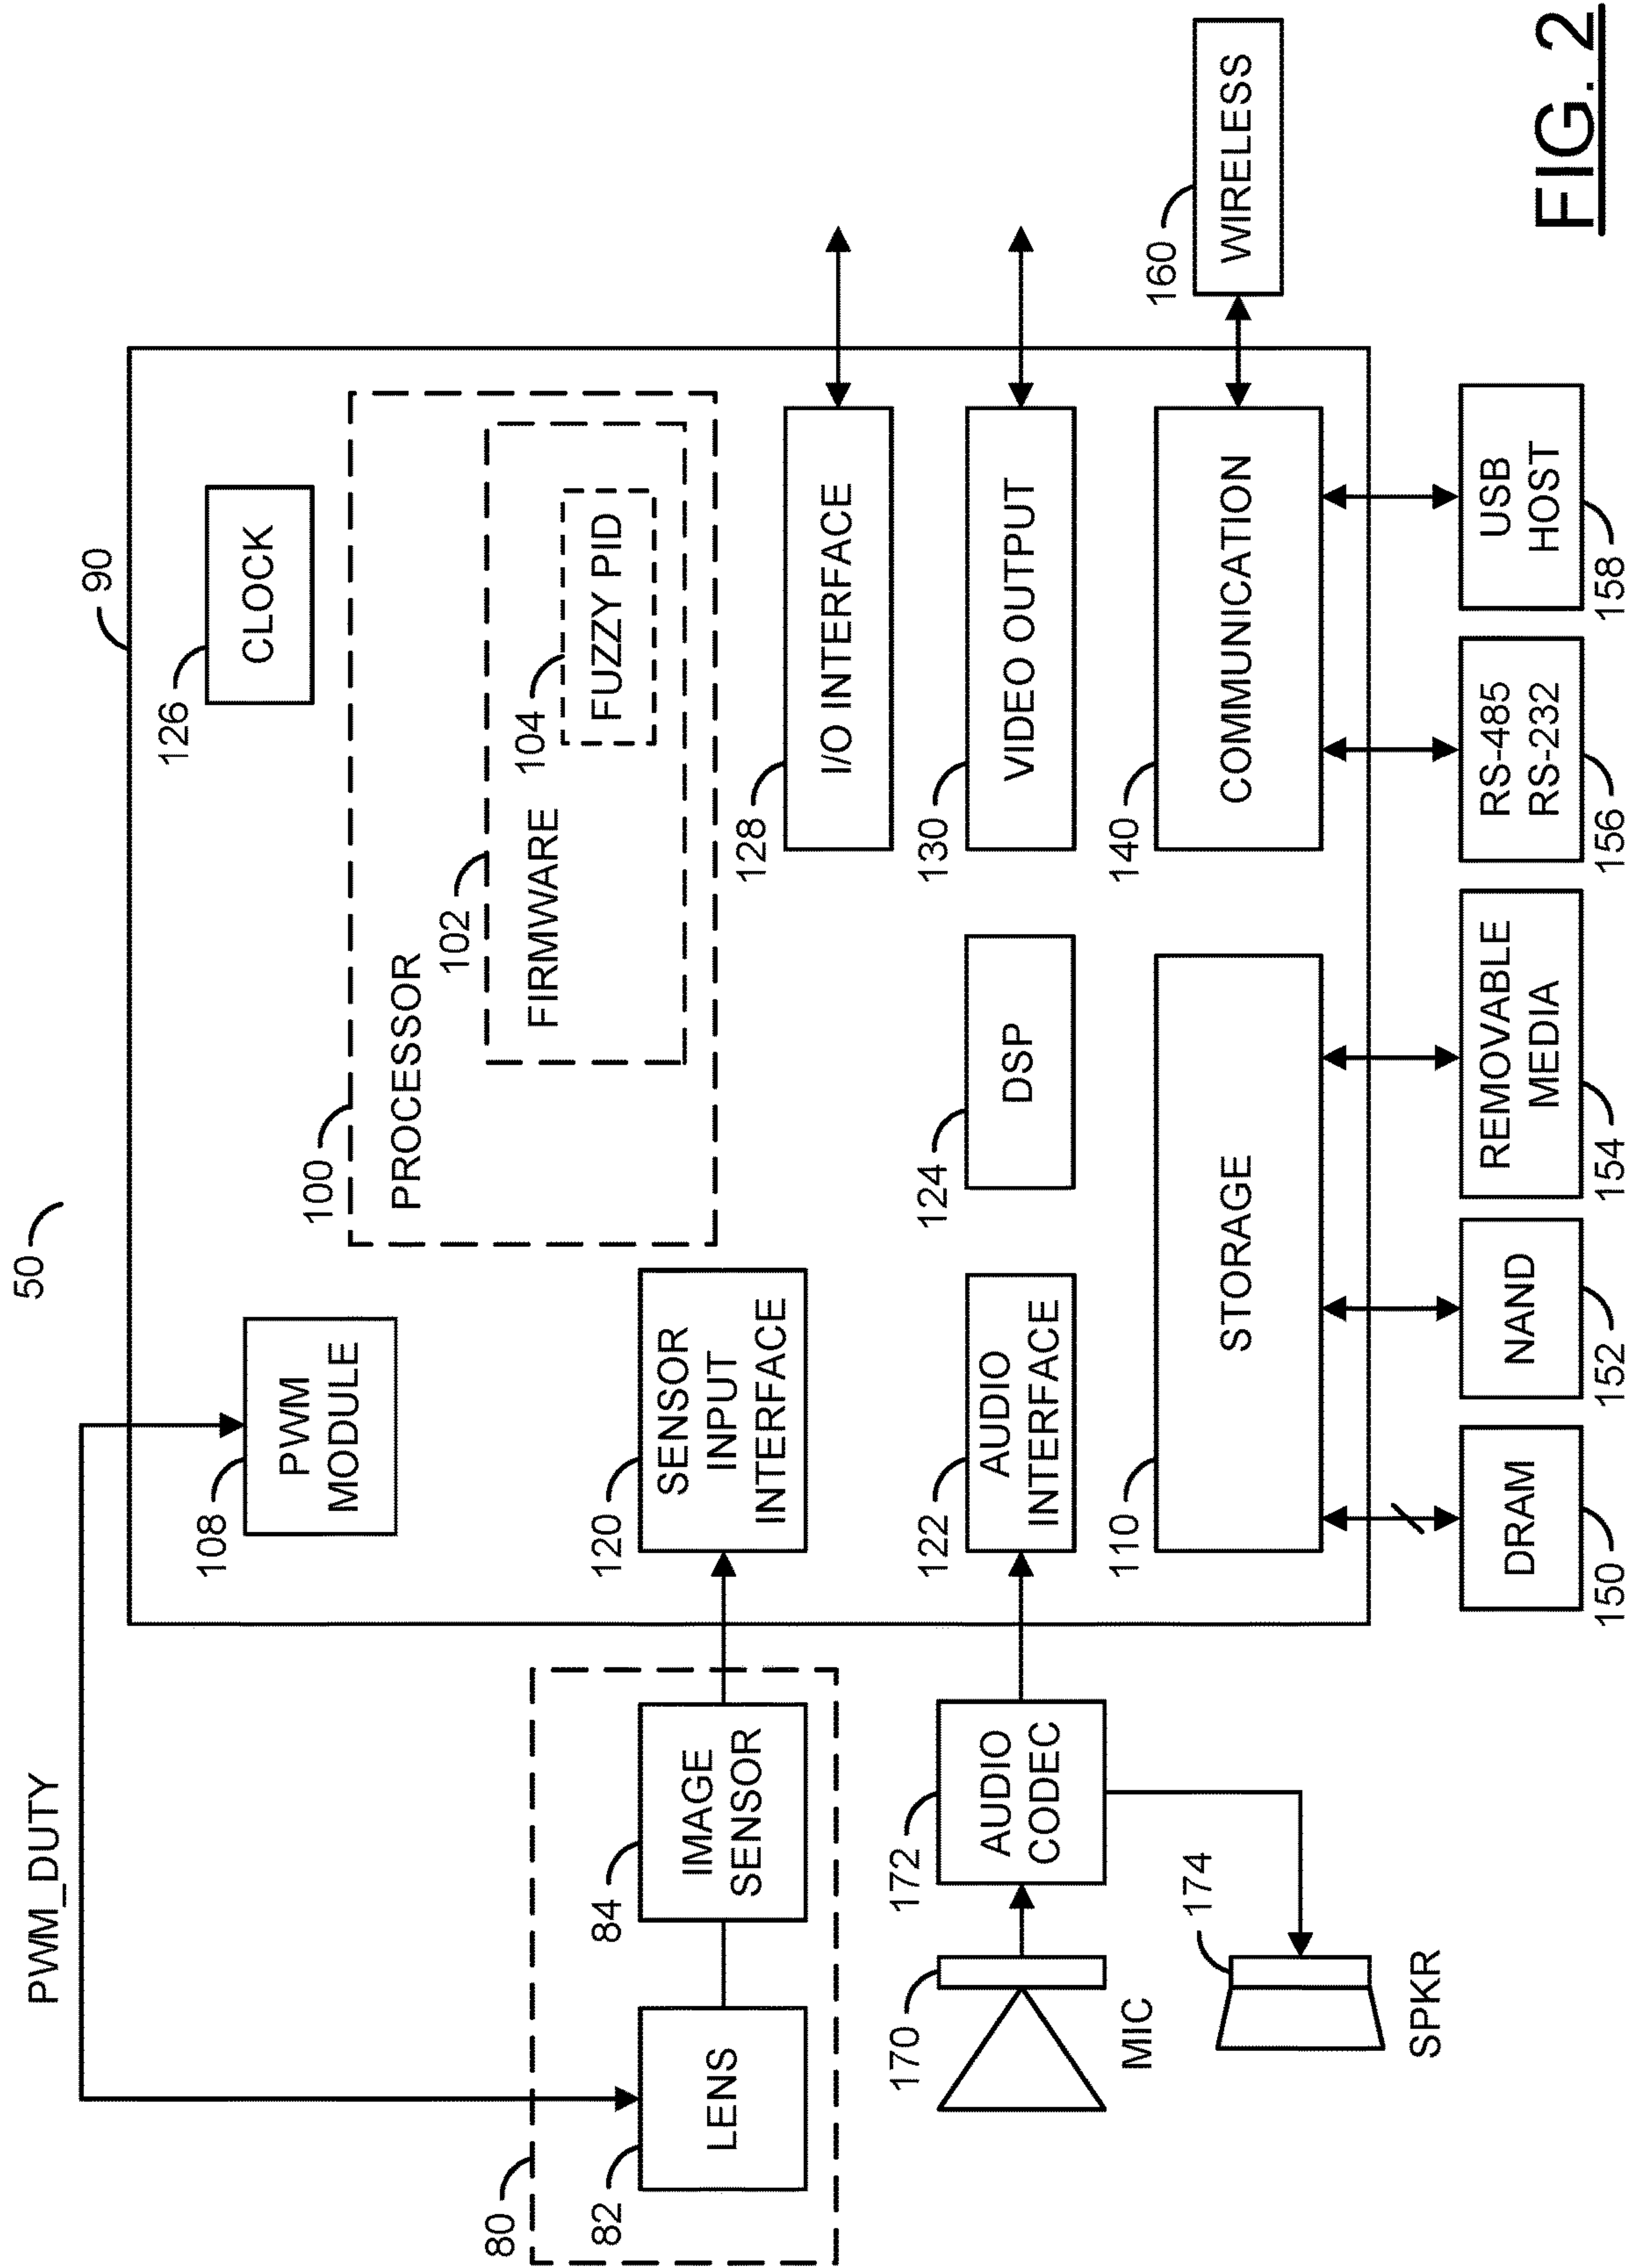 50
PWM_DUTY
90
108
PWM
MODULE
126
CLOCK
100
PROCESSOR
102
FIRMWARE
104
FUZZY PID
80
82
LENS
84
IMAGE
SENSOR
120
SENSOR
INPUT
INTERFACE
128
I/O INTERFACE
170
MIC
172
AUDIO
CODEC
174
SPKR
122
AUDIO
INTERFACE
124
DSP
130
VIDEO OUTPUT
110
STORAGE
140
COMMUNICATION
160
WIRELESS
DRAM
150
NAND
152
REMOVABLE
MEDIA
154
RS-485
RS-232
156
USB
HOST
158
FIG. 2